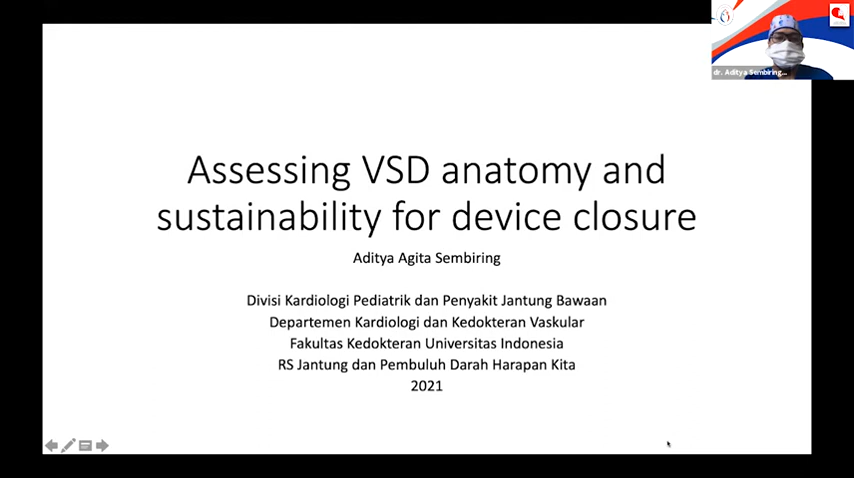 dr. Aditya Sembiring...
Assessing VSD anatomy and
sustainability for device closure
Aditya Agita Sembiring
Divisi Kardiologi Pediatrik dan Penyakit Jantung Bawaan
Departemen Kardiologi dan Kedokteran Vaskular
Fakultas Kedokteran Universitas Indonesia
RS Jantung dan Pembuluh Darah Harapan Kita
2021